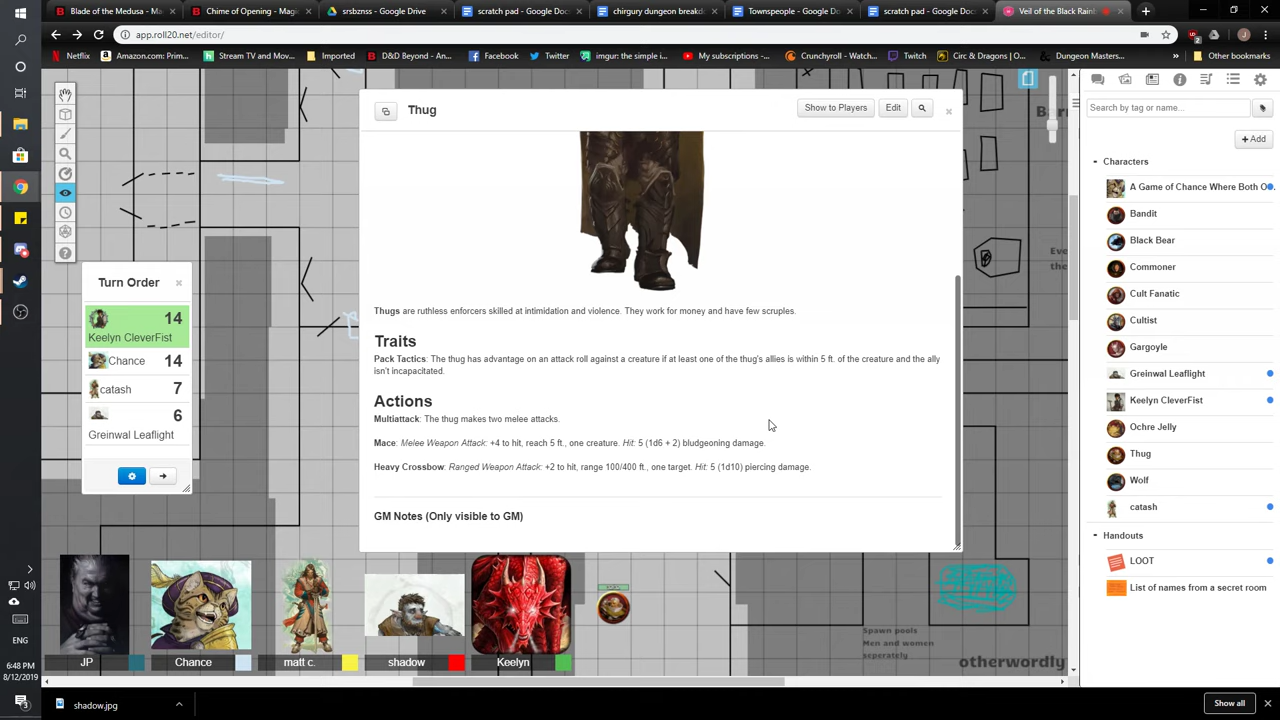 Blade of the Medusa - Mag
Chime of Opening - Magic
srsbznss - Google Drive
scratch pad - Google Docs
chirgury dungeon breakdo
Townspeople - Google Doc
scratch pad - Google Docs
Veil of the Black Rain
app.roll20.net/editor/
Netflix
Amazon.com: Prim...
Stream TV and Mov...
Imported
D&D Beyond - An...
Facebook
Twitter
imgur: the simple i...
My subscriptions -...
Crunchyroll - Watch...
Twitch
Circ & Dragons | O...
Dungeon Masters...
Other bookmarks
Thug
Show to Players
Edit
Thugs are ruthless enforcers skilled at intimidation and violence. They work for money and have few scruples.
Traits
Pack Tactics: The thug has advantage on an attack roll against a creature if at least one of the thug's allies is within 5 ft. of the creature and the ally
isn't incapacitated.
Actions
Multiattack: The thug makes two melee attacks.
Mace: Melee Weapon Attack: +4 to hit, reach 5 ft., one creature. Hit: 5 (1d6 + 2) bludgeoning damage.
Heavy Crossbow: Ranged Weapon Attack: +2 to hit, range 100/400 ft., one target. Hit: 5 (1d10) piercing damage.
GM Notes (Only visible to GM)
Turn Order
Keelyn CleverFist 14
Chance 14
catash 7
Greinwal Leaflight 6
JP
Chance
matt c.
shadow
Keelyn
Spawn pools
Men and women
seperately
otherwordly
Search by tag or name...
+ Add
Characters
A Game of Chance Where Both O...
Bandit
Black Bear
Commoner
Cult Fanatic
Cultist
Gargoyle
Greinwal Leaflight
Keelyn CleverFist
Ochre Jelly
Thug
Wolf
catash
Handouts
LOOT
List of names from a secret room
ENG
6:48 PM
8/12/2019
shadow.jpg
Show all